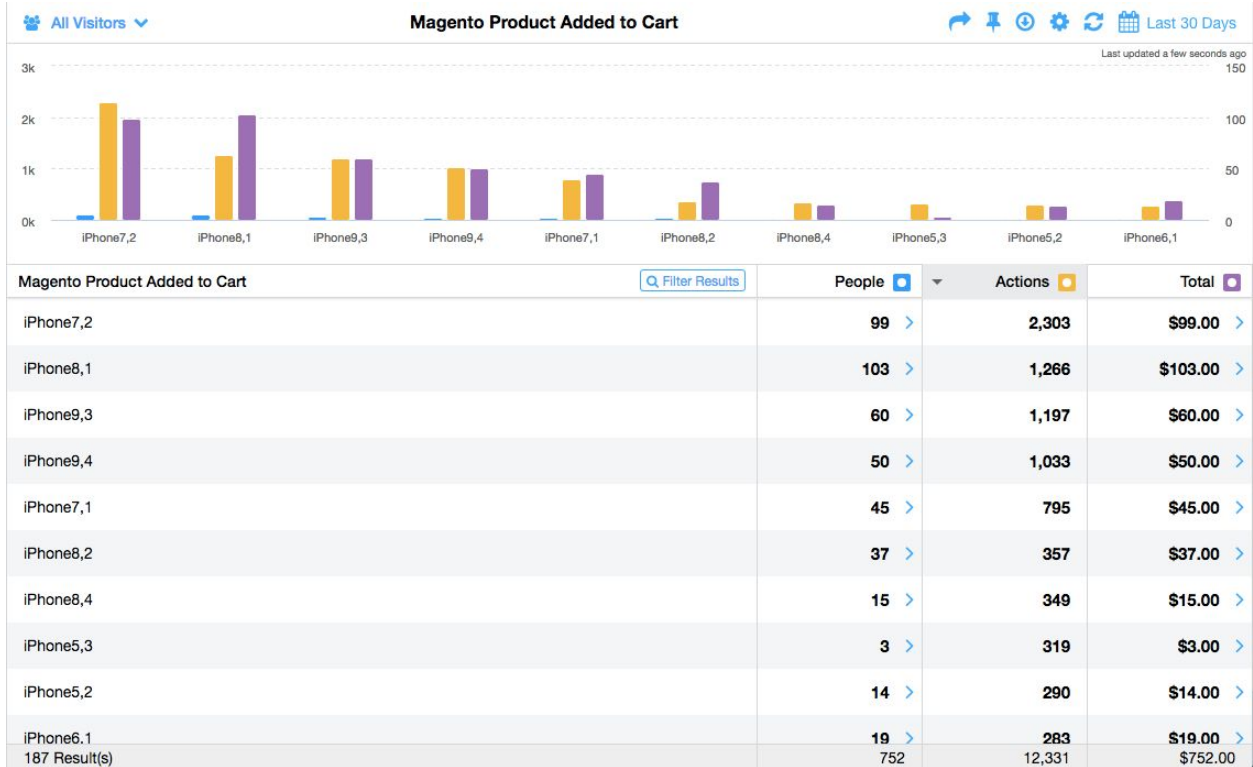 All Visitors Magento Product Added to Cart Last 30 Days
Last updated a few seconds ago
3k 150
2k 100
1k 50
0k 0
iPhone7,2 iPhone8,1 iPhone9,3 iPhone9,4 iPhone7,1 iPhone8,2 iPhone8,4 iPhone5,3 iPhone5,2 iPhone6,1
Magento Product Added to Cart Filter Results People Actions Total
iPhone7,2 99 2,303 $99.00
iPhone8,1 103 1,266 $103.00
iPhone9,3 60 1,197 $60.00
iPhone9,4 50 1,033 $50.00
iPhone7,1 45 795 $45.00
iPhone8,2 37 357 $37.00
iPhone8,4 15 349 $15.00
iPhone5,3 3 319 $3.00
iPhone5,2 14 290 $14.00
iPhone6,1 19 283 $19.00
187 Result(s) 752 12,331 $752.00